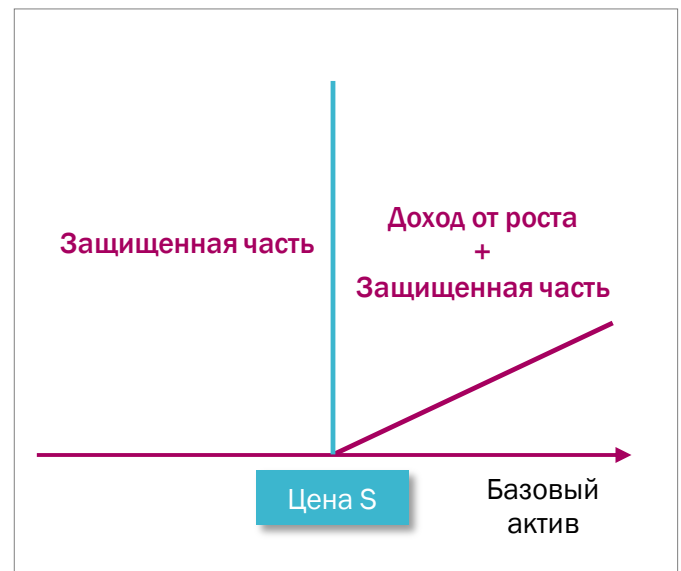 Защищенная часть
Доход от роста
+
Защищенная часть
Цена S
Базовый
актив